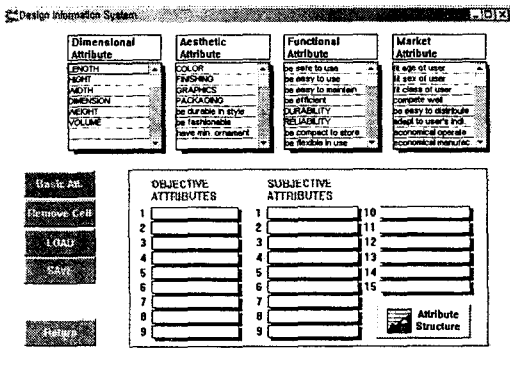 Design Information System
Dimensional Attribute
LENGTH
HIGHT
WIDTH
DIMENSION
WEIGHT
VOLUME
Aesthetic Attribute
COLOR
FINISHING
GRAPHICS
PACKAGING
be durable in style
be fashionable
have min. ornament
Functional Attribute
be safe to use
be easy to use
be easy to maintain
be efficient
DURABILITY
RELIABILITY
be compact to store
be flexible in use
Market Attribute
fit age of user
fit sex of user
fit class of user
compete well
be easy to distribute
adapt to user's indi.
economical operate
economical manufac.
Basic Att.
Remove Cell
LOAD
SAVE
Return
OBJECTIVE ATTRIBUTES
1
2
3
4
5
6
7
8
9
SUBJECTIVE ATTRIBUTES
1
2
3
4
5
6
7
8
9
10
11
12
13
14
15
Attribute Structure